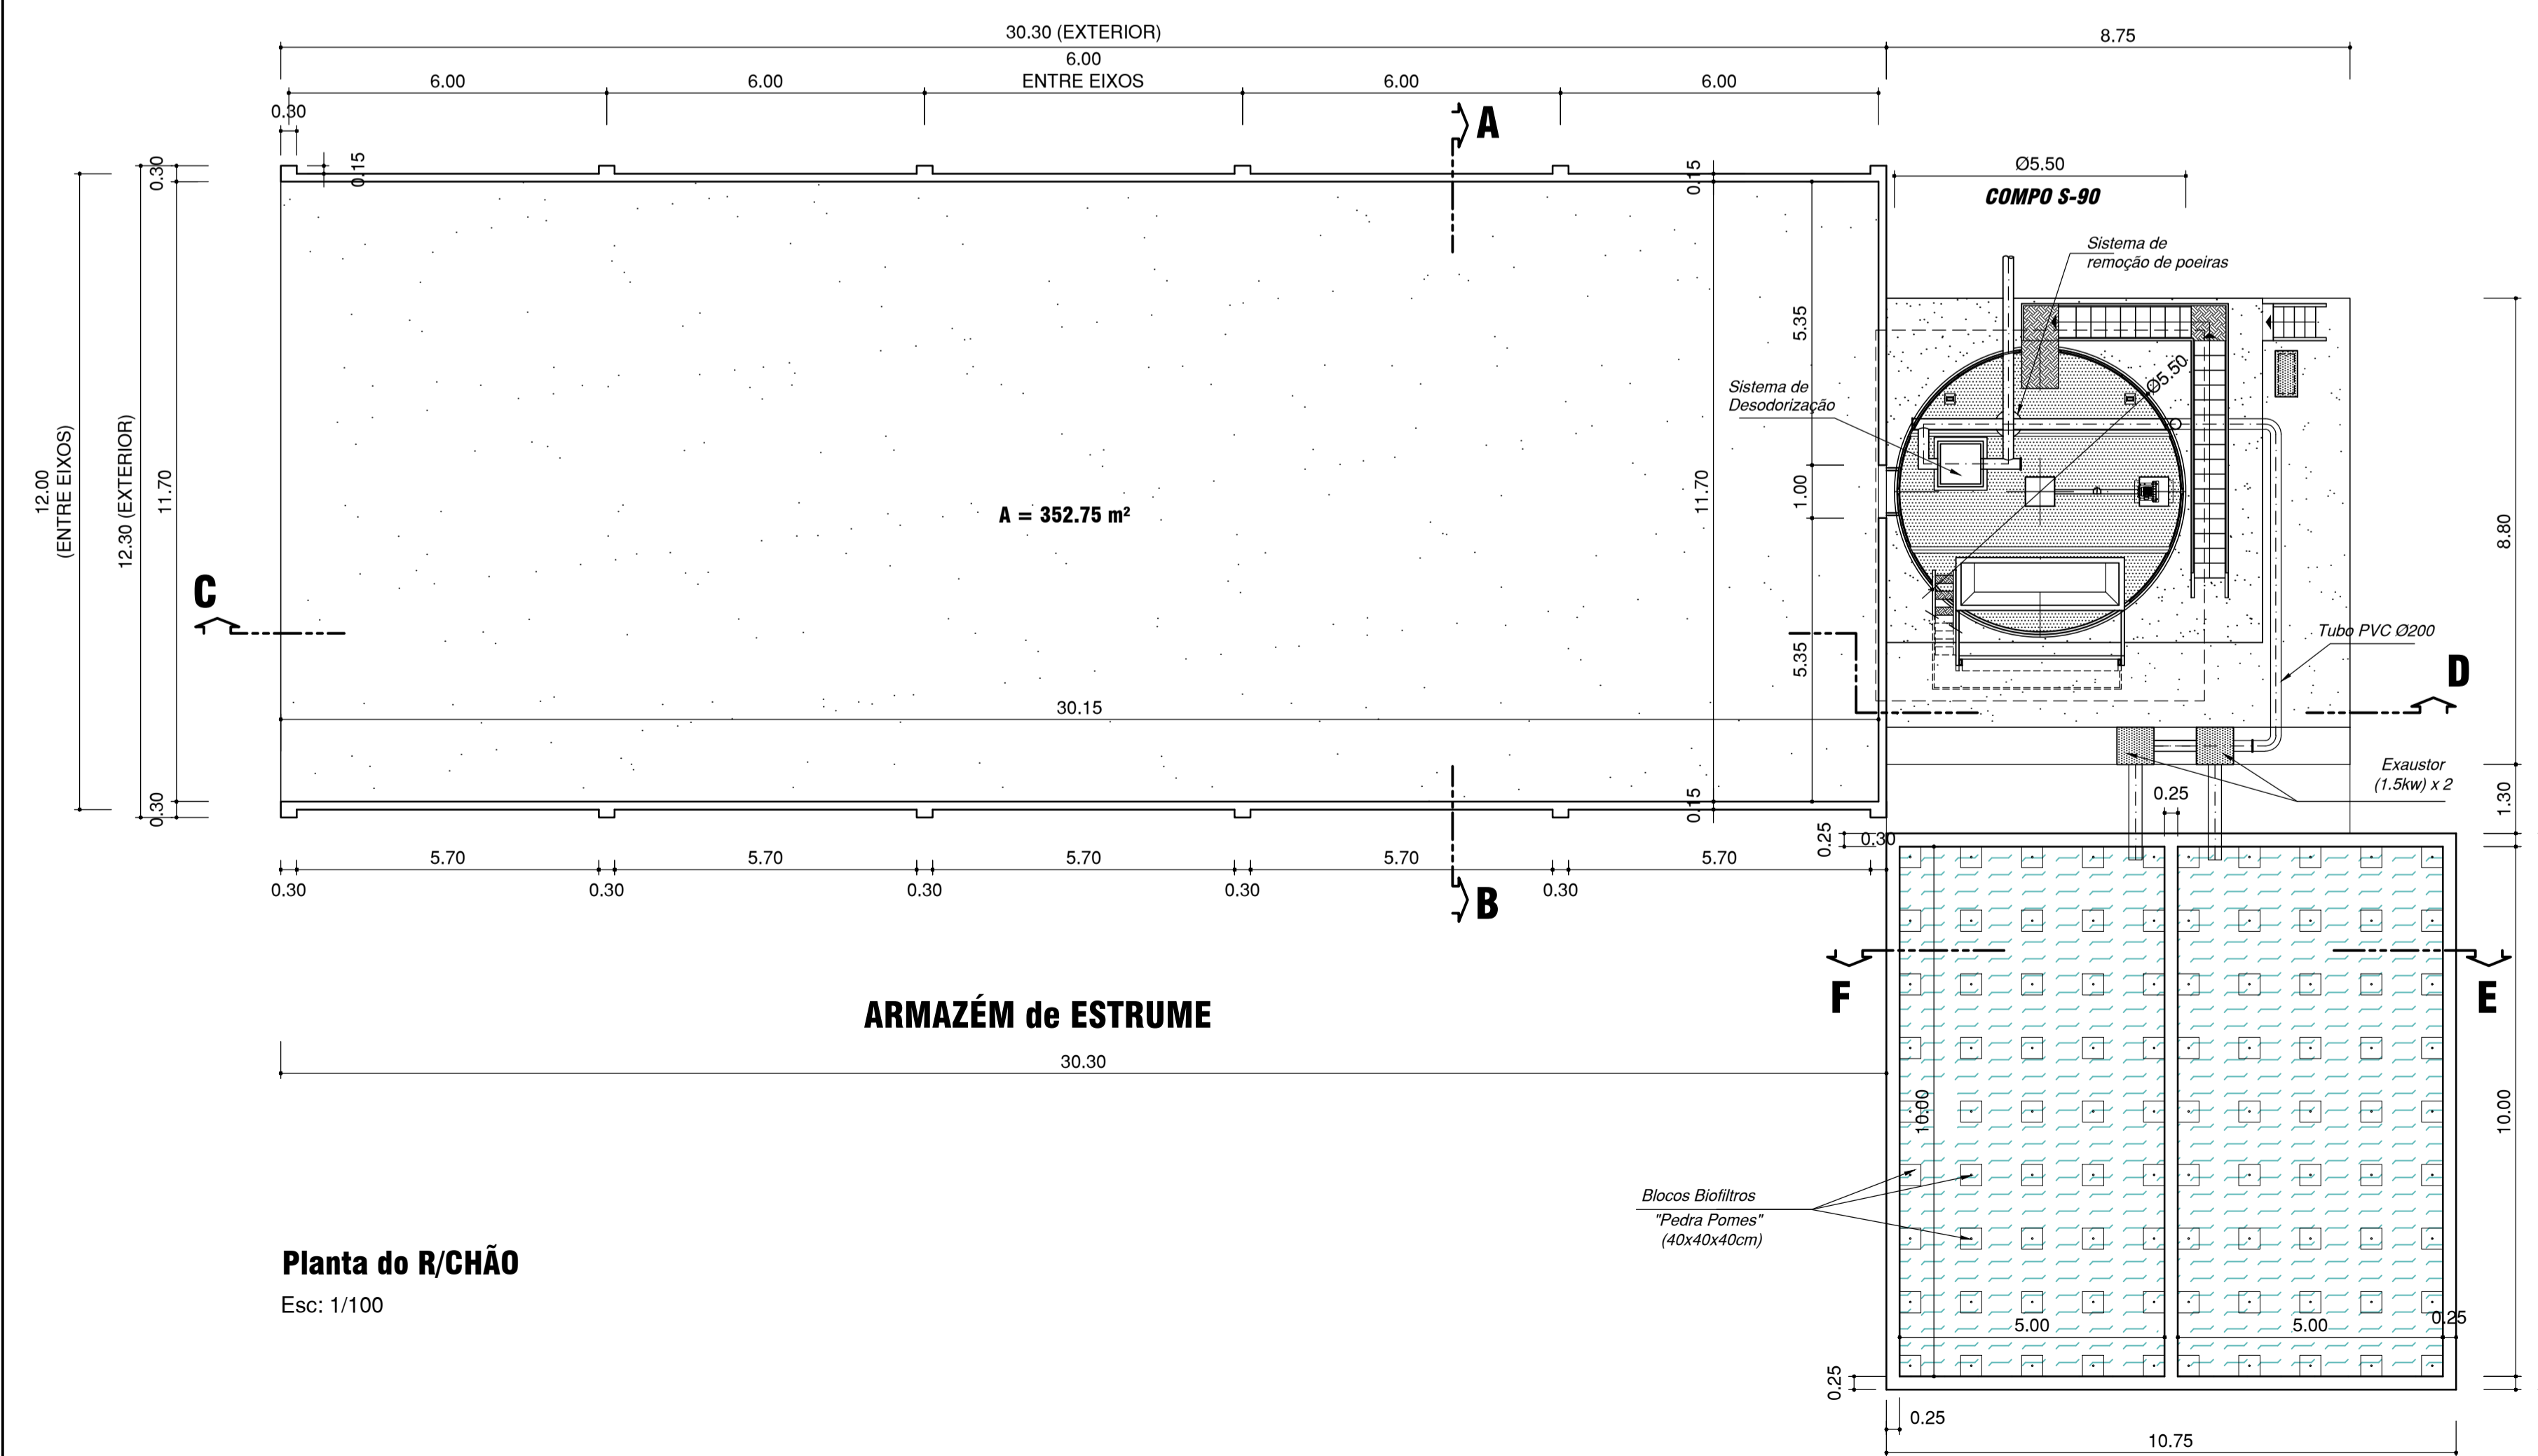 30.30 (EXTERIOR)
8.75
6.00
6.00
6.00
ENTRE EIXOS
6.00
6.00
0.30
A
0.30
0.15
0.15
Ø5.50
COMPO S-90
Sistema de
remoção de poeiras
5.35
Ø5.50
Sistema de
Desodorização
12.00
(ENTRE EIXOS)
12.30 (EXTERIOR)
11.70
A = 352.75 m²
11.70
1.00
8.80
C
5.35
Tubo PVC Ø200
D
30.15
Exaustor
(1.5kw) x 2
0.30
0.15
0.25
1.30
0.25
0.30
5.70
5.70
5.70
5.70
5.70
0.30
0.30
0.30
0.30
0.30
B
F
E
ARMAZÉM de ESTRUME
30.30
10.00
10.00
Blocos Biofiltros
"Pedra Pomes"
(40x40x40cm)
Planta do R/CHÃO
Esc: 1/100
5.00
5.00
0.25
0.25
0.25
10.75